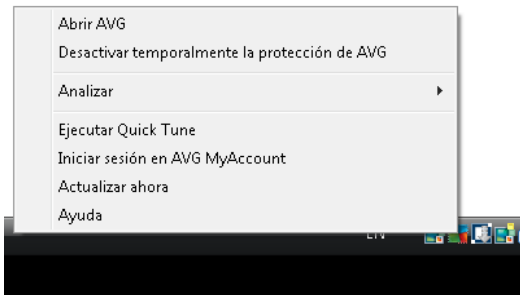 Abrir AVG
Desactivar temporalmente la protección de AVG
Analizar
Ejecutar Quick Tune
Iniciar sesión en AVG MyAccount
Actualizar ahora
Ayuda
EN